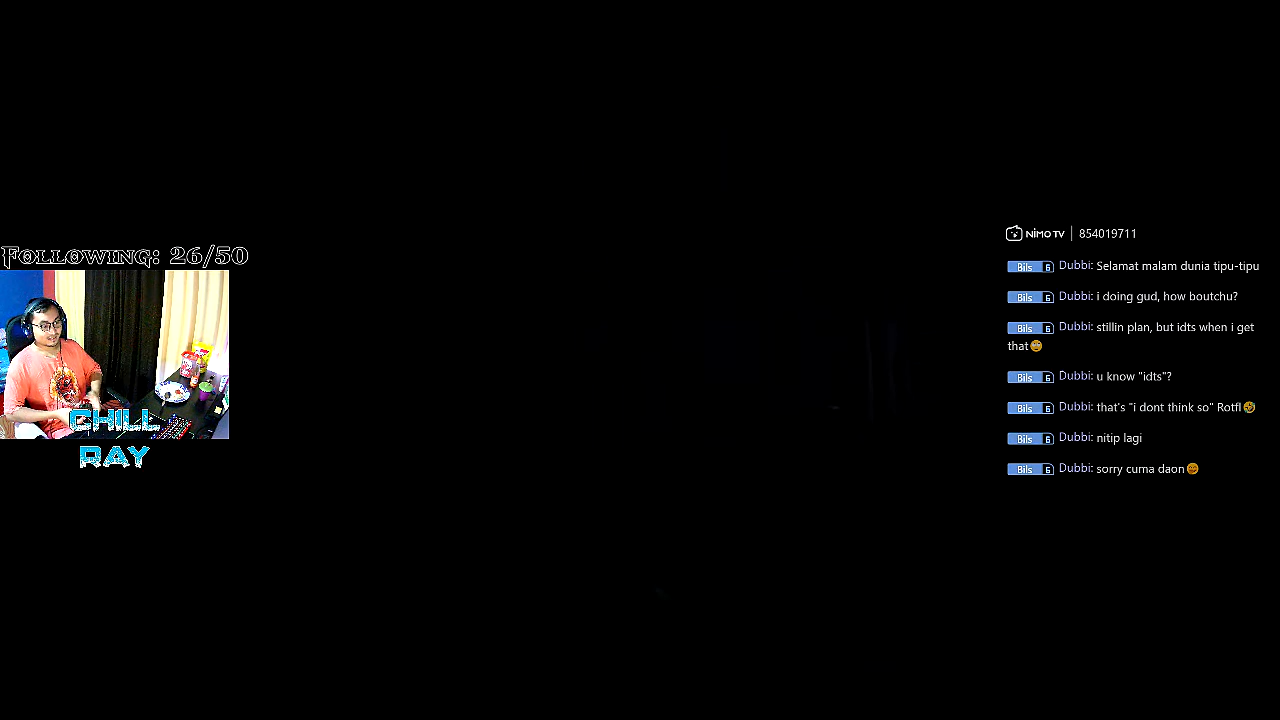 Following: 26/50
CHILL
RAY
NIMO TV | 854019711
Bils 6 Dubbi: Selamat malam dunia tipu-tipu
Bils 6 Dubbi: i doing gud, how boutchu?
Bils 6 Dubbi: stillin plan, but idts when i get
that🙄
Bils 6 Dubbi: u know "idts"?
Bils 6 Dubbi: that's "i dont think so" Rotfl🤣
Bils 6 Dubbi: nitip lagi
Bils 6 Dubbi: sorry cuma daon😄